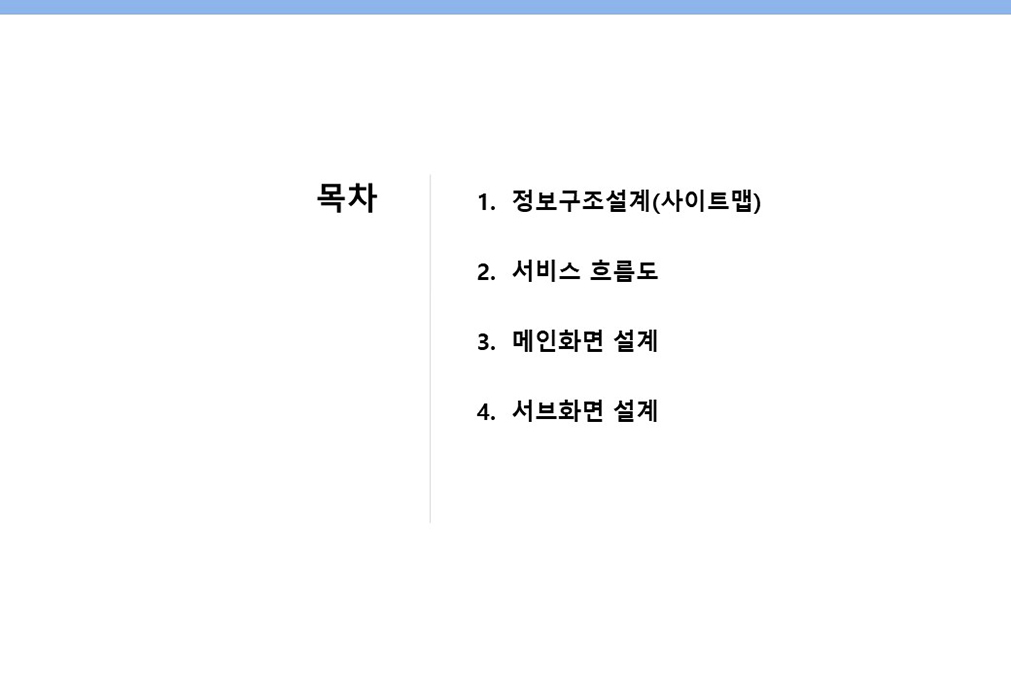 목차
1. 정보구조설계(사이트맵)
2. 서비스 흐름도
3. 메인화면 설계
4. 서브화면 설계